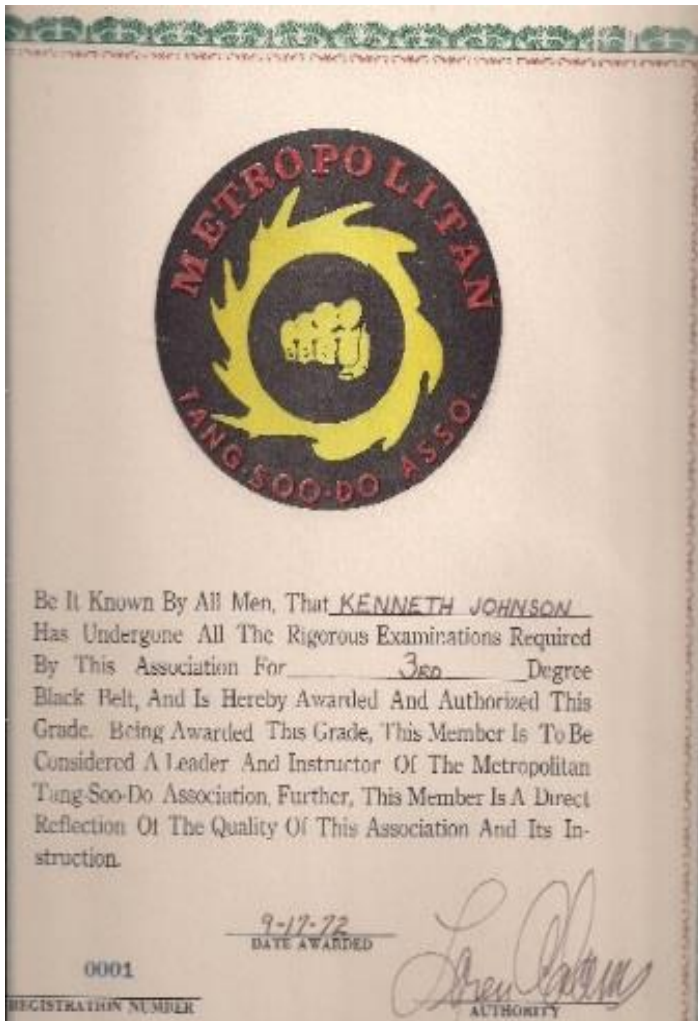 METROPOLITAN
TANG-SOO-DO ASSO.
Be It Known By All Men, That KENNETH JOHNSON
Has Undergone All The Rigorous Examinations Required
By This Association For 3RD Degree
Black Belt, And Is Hereby Awarded And Authorized This
Grade. Being Awarded This Grade, This Member Is To Be
Considered A Leader And Instructor Of The Metropolitan
Tang-Soo-Do Association, Further, This Member Is A Direct
Reflection Of The Quality Of This Association And Its In-
struction.
9-17-72
DATE AWARDED
0001
REGISTRATION NUMBER
Loren
AUTHORITY